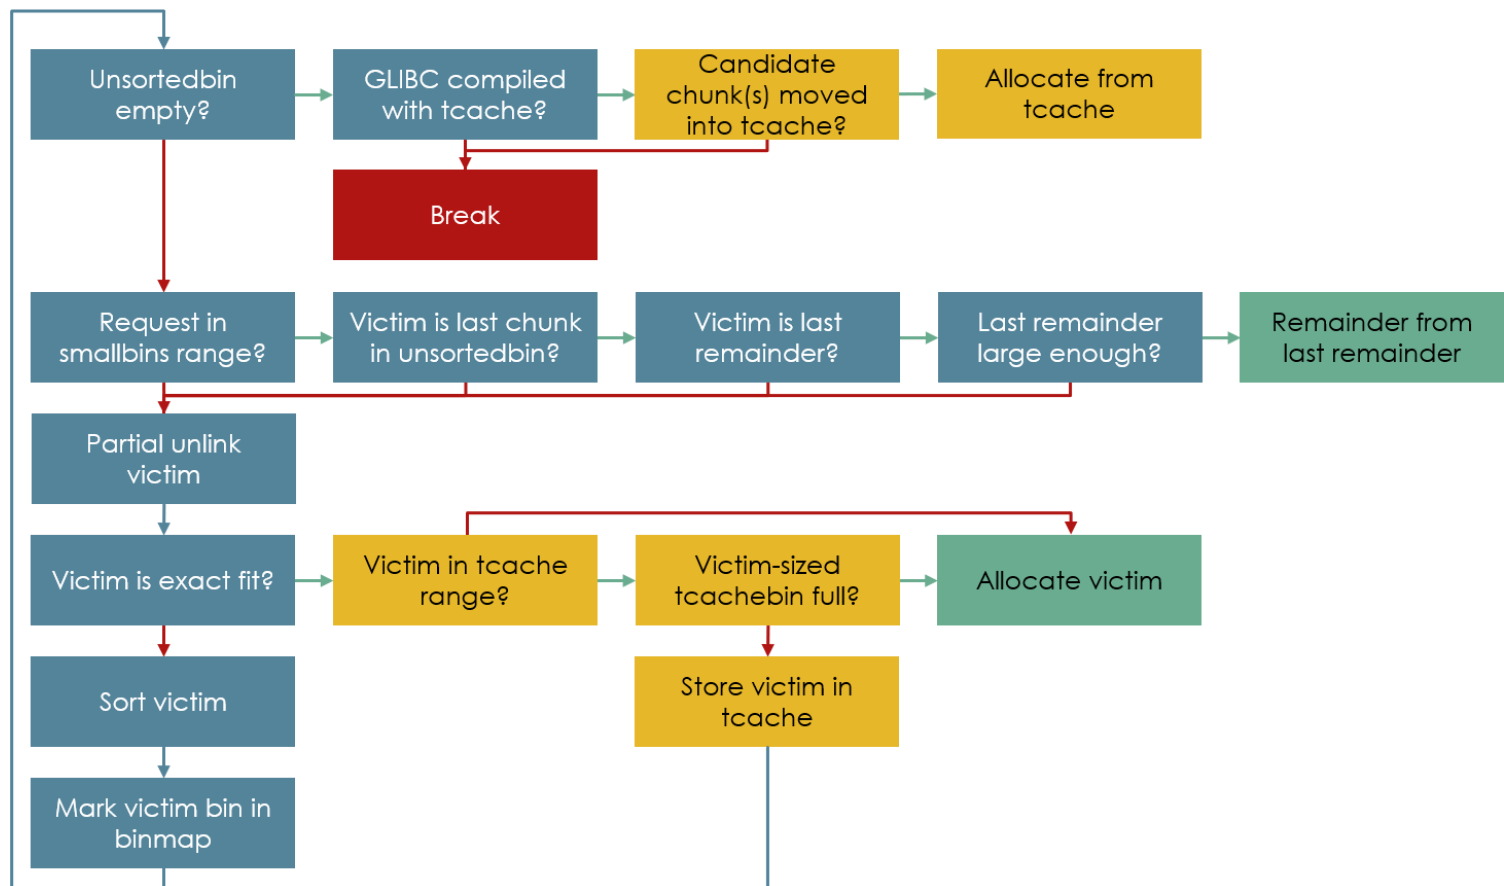 Unsortedbin
empty?
GLIBC compiled
with tcache?
Candidate
chunk(s) moved
into tcache?
Allocate from
tcache
Break
Request in
smallbins range?
Victim is last chunk
in unsortedbin?
Victim is last
remainder?
Last remainder
large enough?
Remainder from
last remainder
Partial unlink
victim
Victim is exact fit?
Victim in tcache
range?
Victim-sized
tcachebin full?
Allocate victim
Sort victim
Store victim in
tcache
Mark victim bin in
binmap